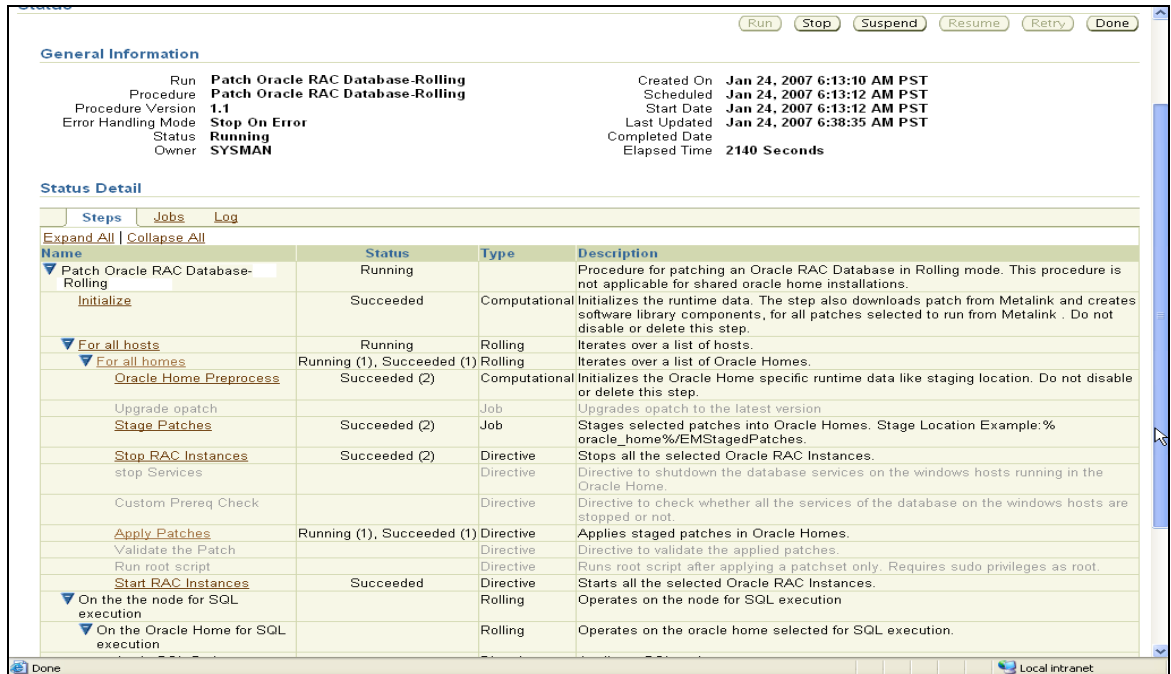 Status
Run Stop Suspend Resume Retry Done
General Information
Run Patch Oracle RAC Database-Rolling
Procedure Patch Oracle RAC Database-Rolling
Procedure Version 1.1
Error Handling Mode Stop On Error
Status Running
Owner SYSMAN
Created On Jan 24, 2007 6:13:10 AM PST
Scheduled Jan 24, 2007 6:13:12 AM PST
Start Date Jan 24, 2007 6:13:12 AM PST
Last Updated Jan 24, 2007 6:38:35 AM PST
Completed Date
Elapsed Time 2140 Seconds
Status Detail
Steps Jobs Log
Expand All | Collapse All
Name Status Type Description
Patch Oracle RAC Database- Running Procedure for patching an Oracle RAC Database in Rolling mode. This procedure is
Rolling not applicable for shared oracle home installations.
Initialize Succeeded Computational Initializes the runtime data. The step also downloads patch from Metalink and creates
software library components, for all patches selected to run from Metalink . Do not
disable or delete this step.
For all hosts Running Rolling Iterates over a list of hosts.
For all homes Running (1), Succeeded (1) Rolling Iterates over a list of Oracle Homes.
Oracle Home Preprocess Succeeded (2) Computational Initializes the Oracle Home specific runtime data like staging location. Do not disable
or delete this step.
Upgrade opatch Job Upgrades opatch to the latest version
Stage Patches Succeeded (2) Job Stages selected patches into Oracle Homes. Stage Location Example:%
oracle_home%/EMStagedPatches.
Stop RAC Instances Succeeded (2) Directive Stops all the selected Oracle RAC Instances.
stop Services Directive Directive to shutdown the database services on the windows hosts running in the
Oracle Home.
Custom Prereq Check Directive Directive to check whether all the services of the database on the windows hosts are
stopped or not.
Apply Patches Running (1), Succeeded (1) Directive Applies staged patches in Oracle Homes.
Validate the Patch Directive Directive to validate the applied patches.
Run root script Directive Runs root script after applying a patchset only. Requires sudo privileges as root.
Start RAC Instances Succeeded Directive Starts all the selected Oracle RAC Instances.
On the the node for SQL Rolling Operates on the node for SQL execution
execution
On the Oracle Home for SQL Rolling Operates on the oracle home selected for SQL execution.
execution
Done Local intranet